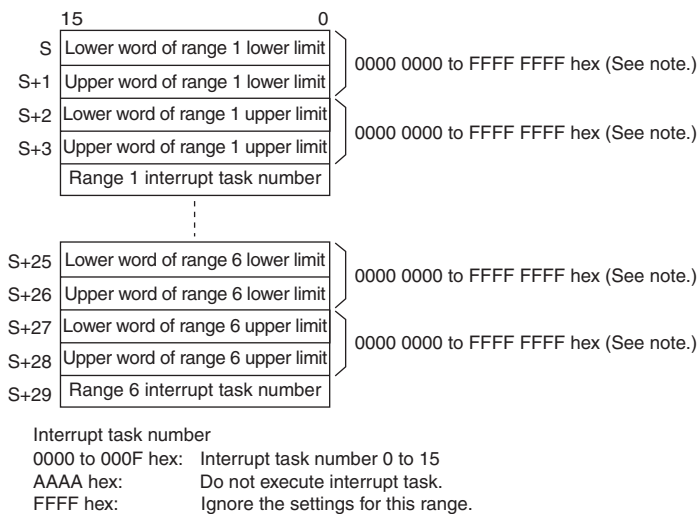 15 0
S Lower word of range 1 lower limit
S+1 Upper word of range 1 lower limit
0000 0000 to FFFF FFFF hex (See note.)
S+2 Lower word of range 1 upper limit
S+3 Upper word of range 1 upper limit
0000 0000 to FFFF FFFF hex (See note.)
Range 1 interrupt task number
S+25 Lower word of range 6 lower limit
S+26 Upper word of range 6 lower limit
0000 0000 to FFFF FFFF hex (See note.)
S+27 Lower word of range 6 upper limit
S+28 Upper word of range 6 upper limit
0000 0000 to FFFF FFFF hex (See note.)
S+29 Range 6 interrupt task number
Interrupt task number
0000 to 000F hex: Interrupt task number 0 to 15
AAAA hex: Do not execute interrupt task.
FFFF hex: Ignore the settings for this range.